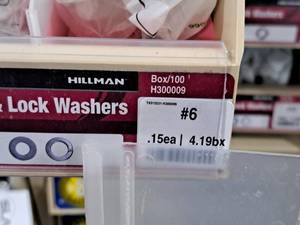 HILLMAN
Box/100
H300009
& Lock Washers
#6
.15ea | 4.19bx